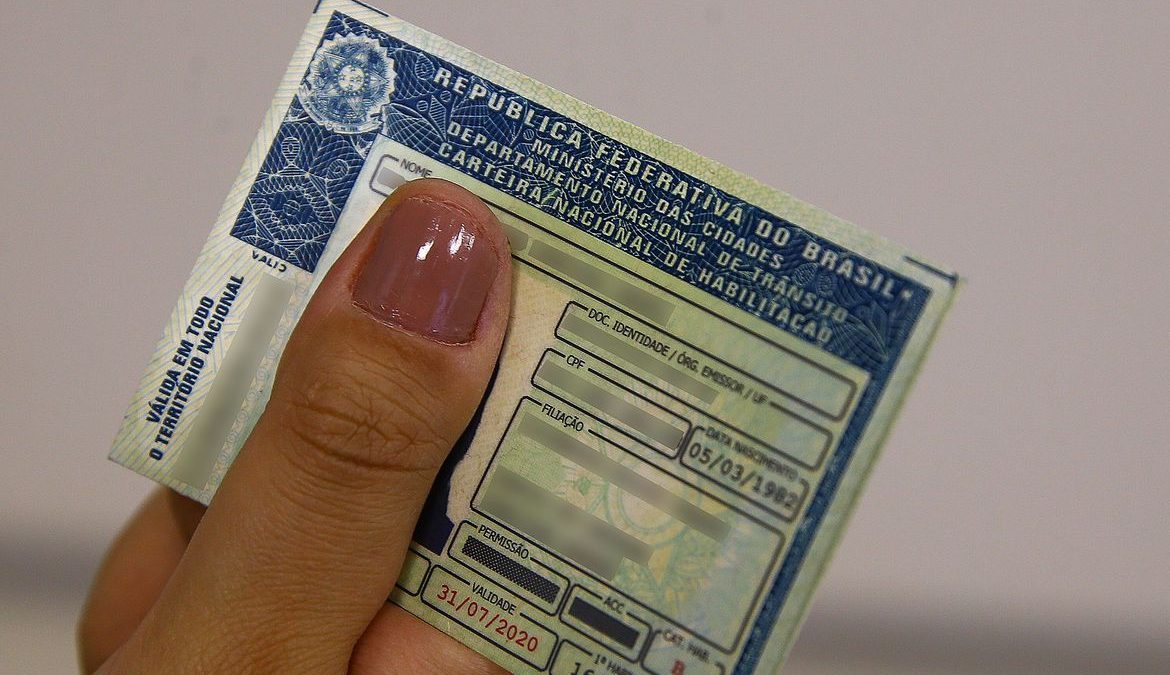 REPÚBLICA FEDERATIVA DO BRASIL
MINISTÉRIO DAS CIDADES
DEPARTAMENTO NACIONAL DE TRÂNSITO
CARTEIRA NACIONAL DE HABILITAÇÃO
NOME
VÁLIDA EM TODO
O TERRITÓRIO NACIONAL
DOC. IDENTIDADE / ÓRG. EMISSOR / UF
CPF
DATA NASCIMENTO
05/03/1982
FILIAÇÃO
PERMISSÃO
ACC
CAT. HAB.
B
VALIDADE
31/07/2020
1ª HAB